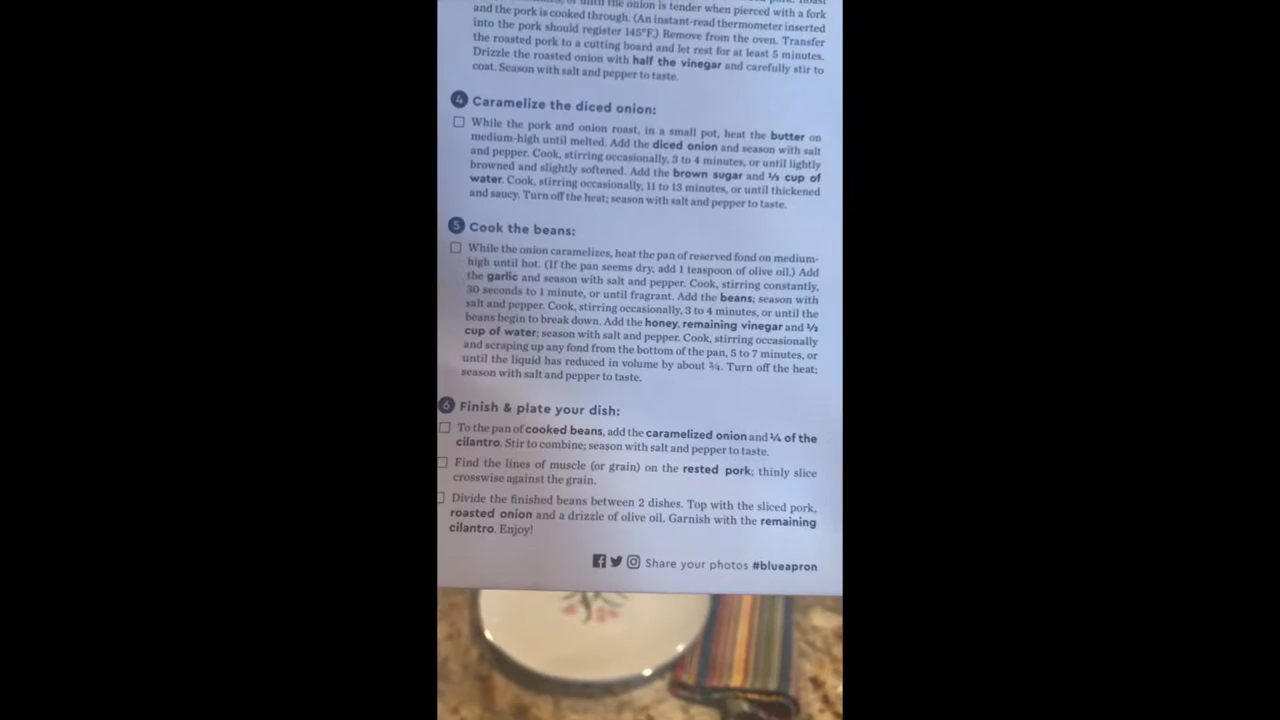 until the onion is tender when pierced with a fork
and the pork is cooked through. (An instant-read thermometer inserted
into the pork should register 145°F.) Remove from the oven. Transfer
the roasted pork to a cutting board and let rest for at least 5 minutes.
Drizzle the roasted onion with half the vinegar and carefully stir to
coat. Season with salt and pepper to taste.
4 Caramelize the diced onion:
While the pork and onion roast, in a small pot, heat the butter on
medium-high until melted. Add the diced onion and season with salt
and pepper. Cook, stirring occasionally, 3 to 4 minutes, or until lightly
browned and slightly softened. Add the brown sugar and ⅓ cup of
water. Cook, stirring occasionally, 11 to 13 minutes, or until thickened
and saucy. Turn off the heat; season with salt and pepper to taste.
5 Cook the beans:
While the onion caramelizes, heat the pan of reserved fond on medium-
high until hot. (If the pan seems dry, add 1 teaspoon of olive oil.) Add
the garlic and season with salt and pepper. Cook, stirring constantly,
30 seconds to 1 minute, or until fragrant. Add the beans; season with
salt and pepper. Cook, stirring occasionally, 3 to 4 minutes, or until the
beans begin to break down. Add the honey, remaining vinegar and
cup of water; season with salt and pepper. Cook, stirring occasionally
and scraping up any fond from the bottom of the pan, 5 to 7 minutes, or
until the liquid has reduced in volume by about ¾. Turn off the heat;
season with salt and pepper to taste.
6 Finish & plate your dish:
To the pan of cooked beans, add the caramelized onion and ¼ of the
cilantro. Stir to combine; season with salt and pepper to taste.
Find the lines of muscle (or grain) on the rested pork; thinly slice
crosswise against the grain.
Divide the finished beans between 2 dishes. Top with the sliced pork,
roasted onion and a drizzle of olive oil. Garnish with the remaining
cilantro. Enjoy!
Share your photos #blueapron